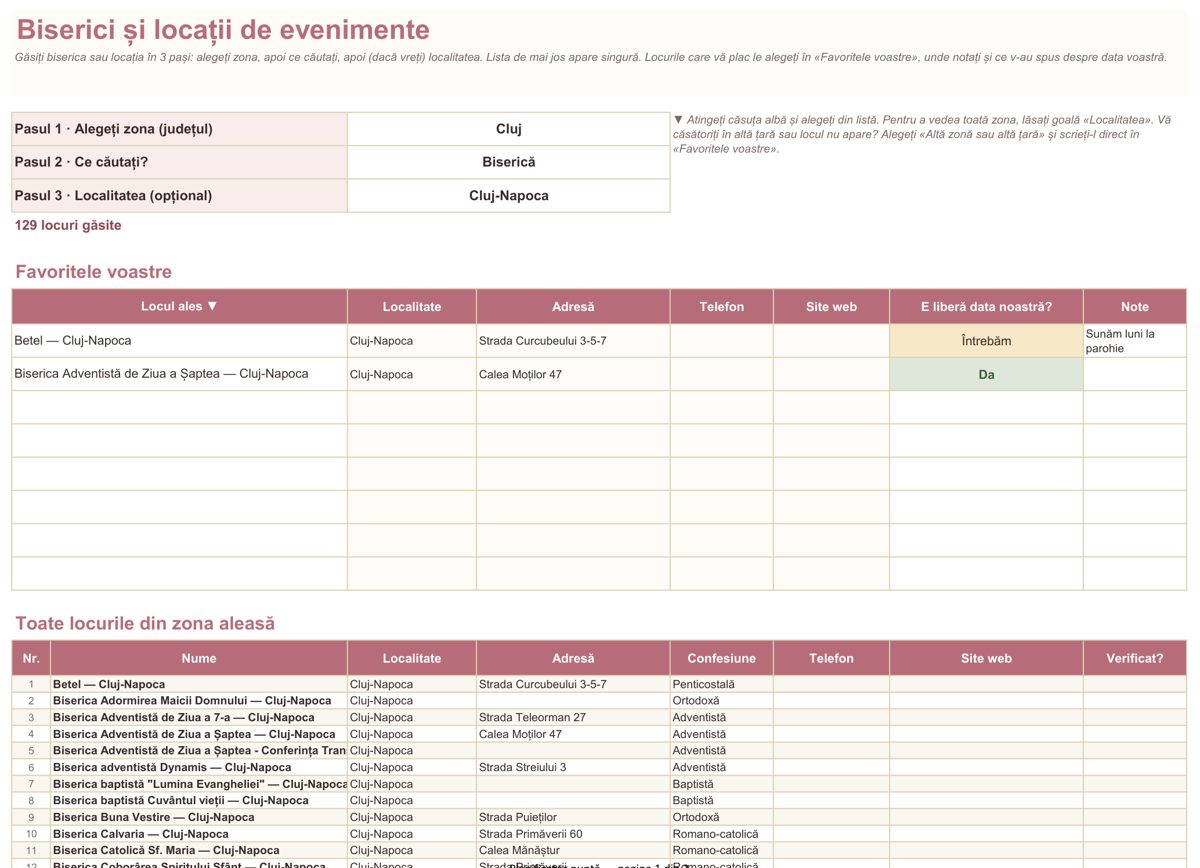 Biserici și locații de evenimente
Găsiți biserica sau locația în 3 pași: alegeți zona, apoi ce căutați, apoi (dacă vreți) localitatea. Lista de mai jos apare singură. Locurile care vă plac le alegeți în «Favoritele voastre», unde notați și ce v-au spus despre data voastră.
Pasul 1 · Alegeți zona (județul) Cluj
Pasul 2 · Ce căutați? Biserică
Pasul 3 · Localitatea (opțional) Cluj-Napoca
▼ Atingeți căsuța albă și alegeți din listă. Pentru a vedea toată zona, lăsați goală «Localitatea». Vă
căsătoriți în altă țară sau locul nu apare? Alegeți «Altă zonă sau altă țară» și scrieți-l direct în
«Favoritele voastre».
129 locuri găsite
Favoritele voastre
Locul ales ▼ Localitate Adresă Telefon Site web E liberă data noastră? Note
Betel — Cluj-Napoca Cluj-Napoca Strada Curcubeului 3-5-7 Întrebăm Sunăm luni la
parohie
Biserica Adventistă de Ziua a Șaptea — Cluj-Napoca Cluj-Napoca Calea Moților 47 Da
Toate locurile din zona aleasă
Nr. Nume Localitate Adresă Confesiune Telefon Site web Verificat?
1 Betel — Cluj-Napoca Cluj-Napoca Strada Curcubeului 3-5-7 Penticostală
2 Biserica Adormirea Maicii Domnului — Cluj-Napoca Cluj-Napoca Ortodoxă
3 Biserica Adventistă de Ziua a 7-a — Cluj-Napoca Cluj-Napoca Strada Teleorman 27 Adventistă
4 Biserica Adventistă de Ziua a Șaptea — Cluj-Napoca Cluj-Napoca Calea Moților 47 Adventistă
5 Biserica Adventistă de Ziua a Șaptea - Conferința Tran Cluj-Napoca Adventistă
6 Biserica adventistă Dynamis — Cluj-Napoca Cluj-Napoca Strada Streiului 3 Adventistă
7 Biserica baptistă "Lumina Evangheliei" — Cluj-Napoca Cluj-Napoca Baptistă
8 Biserica baptistă Cuvântul vieții — Cluj-Napoca Cluj-Napoca Baptistă
9 Biserica Buna Vestire — Cluj-Napoca Cluj-Napoca Strada Puieților Ortodoxă
10 Biserica Calvaria — Cluj-Napoca Cluj-Napoca Strada Primăverii 60 Romano-catolică
11 Biserica Catolică Sf. Maria — Cluj-Napoca Cluj-Napoca Calea Mănăștur Romano-catolică
12 Biserica Coborârea Spiritului Sfânt — Cluj-Napoca Cluj-Napoca Strada